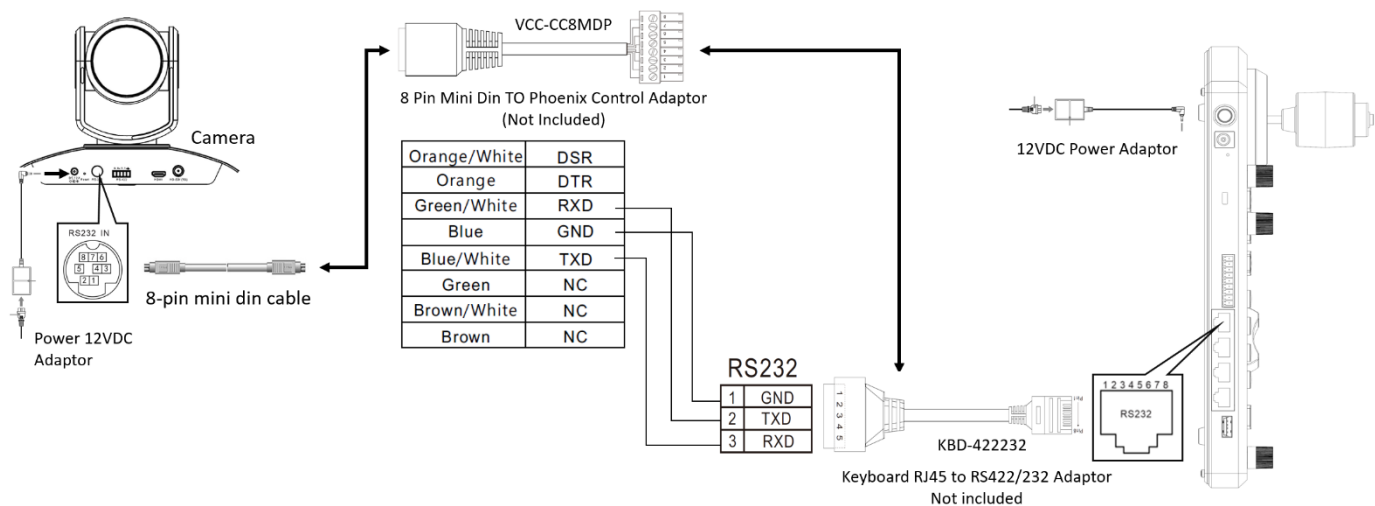 VCC-CC8MDP
8 Pin Mini Din TO Phoenix Control Adaptor
(Not Included)
Camera
12VDC Power Adaptor
Orange/White DSR
Orange DTR
Green/White RXD
Blue GND
Blue/White TXD
Green NC
Brown/White NC
Brown NC
RS232 IN
8 7 6
5 4 3
2 1
8-pin mini din cable
Power 12VDC
Adaptor
RS232
1 GND
2 TXD
3 RXD
1 2 3 4 5
KBD-422232
Keyboard RJ45 to RS422/232 Adaptor
Not included
1 2 3 4 5 6 7 8
RS232